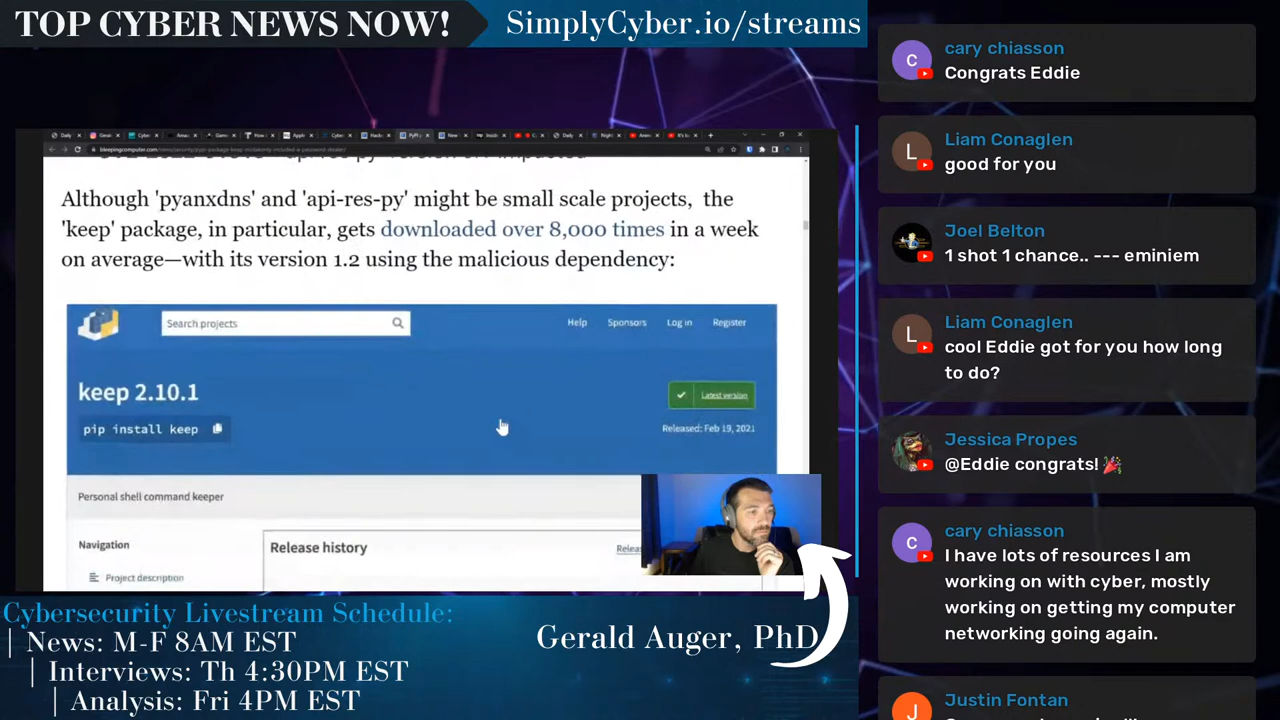 TOP CYBER NEWS NOW!
SimplyCyber.io/streams
Although 'pyanxdns' and 'api-res-py' might be small scale projects, the
'keep' package, in particular, gets downloaded over 8,000 times in a week
on average—with its version 1.2 using the malicious dependency:
Search projects
Help Sponsors Log in Register
keep 2.10.1
Latest version
pip install keep
Released: Feb 19, 2021
Personal shell command keeper
Navigation
Release history
Project description
Cybersecurity Livestream Schedule:
| News: M-F 8AM EST
| Interviews: Th 4:30PM EST
| Analysis: Fri 4PM EST
Gerald Auger, PhD
C
cary chiasson
Congrats Eddie
L
Liam Conaglen
good for you
Joel Belton
1 shot 1 chance.. --- eminiem
L
Liam Conaglen
cool Eddie got for you how long
to do?
Jessica Propes
@Eddie congrats! 🎉
C
cary chiasson
I have lots of resources I am
working on with cyber, mostly
working on getting my computer
networking going again.
J
Justin Fontan